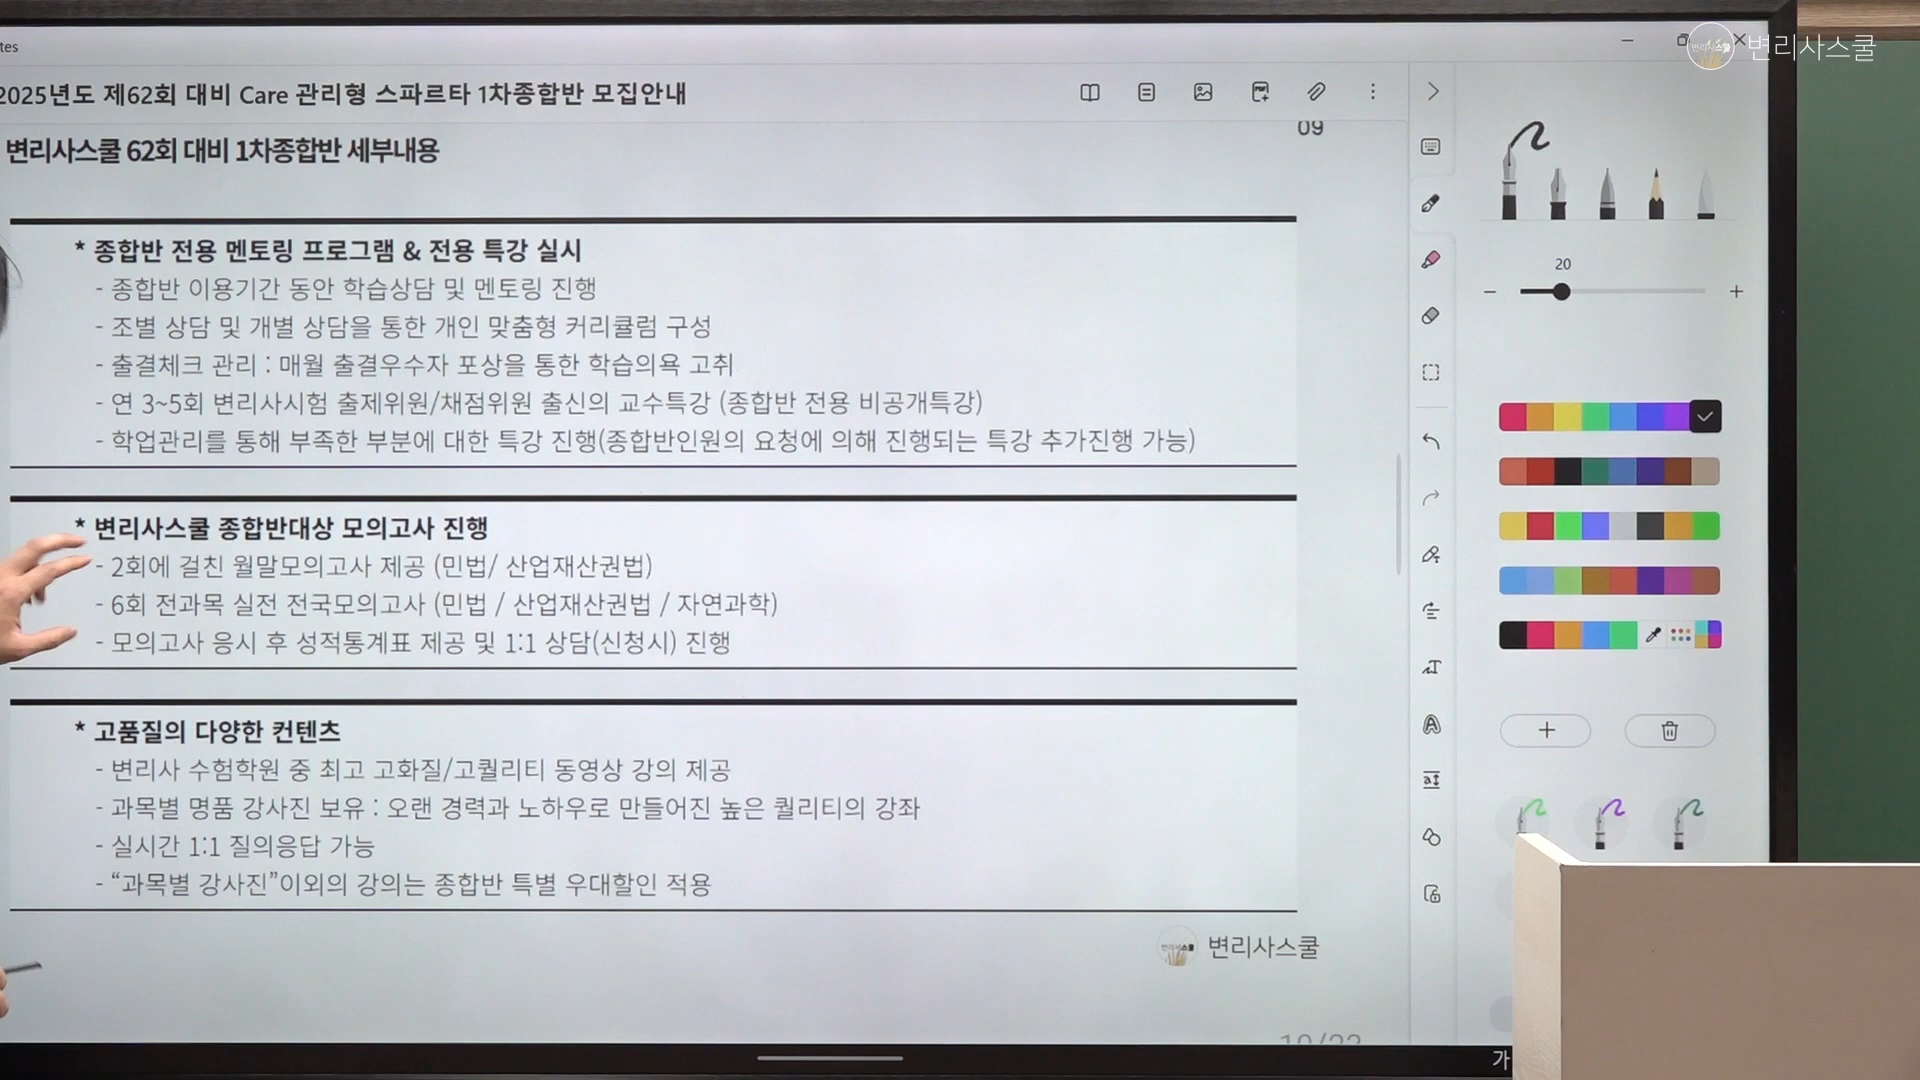 tes
변리사스쿨
2025년도 제62회 대비 Care 관리형 스파르타 1차종합반 모집안내
09
변리사스쿨 62회 대비 1차종합반 세부내용
* 종합반 전용 멘토링 프로그램 & 전용 특강 실시
- 종합반 이용기간 동안 학습상담 및 멘토링 진행
- 조별 상담 및 개별 상담을 통한 개인 맞춤형 커리큘럼 구성
- 출결체크 관리 : 매월 출결우수자 포상을 통한 학습의욕 고취
- 연 3~5회 변리사시험 출제위원/채점위원 출신의 교수특강 (종합반 전용 비공개특강)
- 학업관리를 통해 부족한 부분에 대한 특강 진행(종합반인원의 요청에 의해 진행되는 특강 추가진행 가능)
* 변리사스쿨 종합반대상 모의고사 진행
- 2회에 걸친 월말모의고사 제공 (민법/ 산업재산권법)
- 6회 전과목 실전 전국모의고사 (민법 / 산업재산권법 / 자연과학)
- 모의고사 응시 후 성적통계표 제공 및 1:1 상담(신청시) 진행
* 고품질의 다양한 컨텐츠
- 변리사 수험학원 중 최고 고화질/고퀄리티 동영상 강의 제공
- 과목별 명품 강사진 보유 : 오랜 경력과 노하우로 만들어진 높은 퀄리티의 강좌
- 실시간 1:1 질의응답 가능
- “과목별 강사진”이외의 강의는 종합반 특별 우대할인 적용
변리사스쿨
20
가